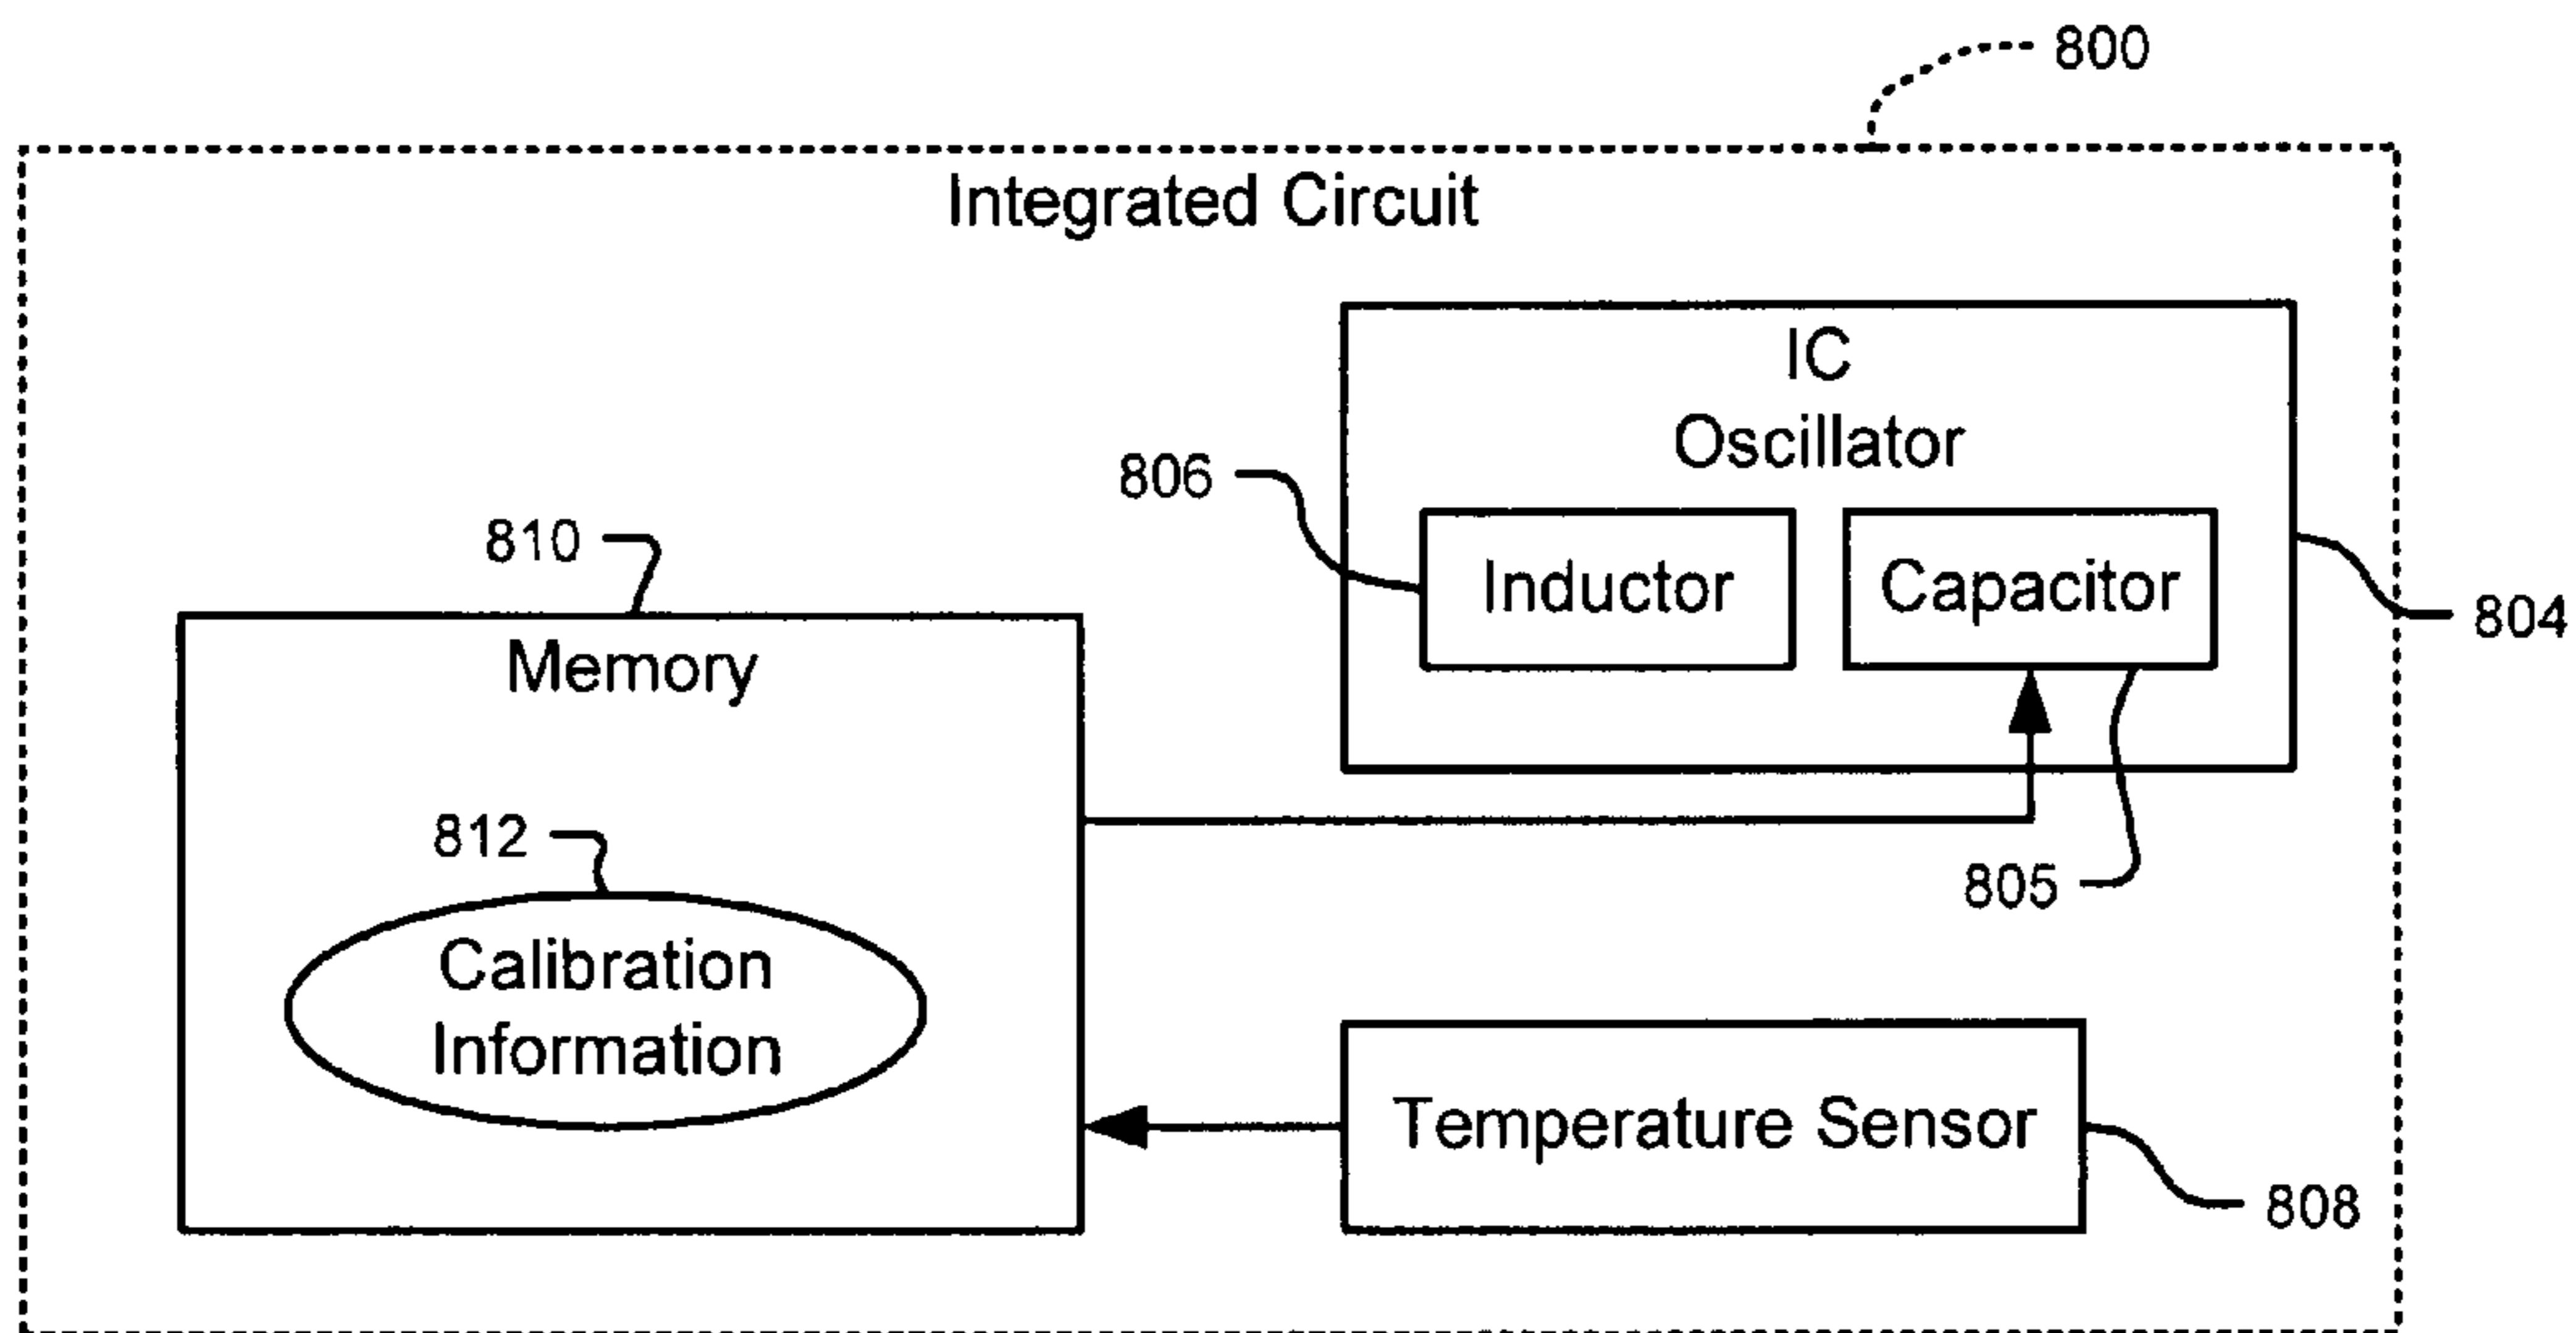 800
Integrated Circuit
IC
Oscillator
806
Inductor
Capacitor
810
804
Memory
812
805
Calibration
Information
Temperature Sensor
808